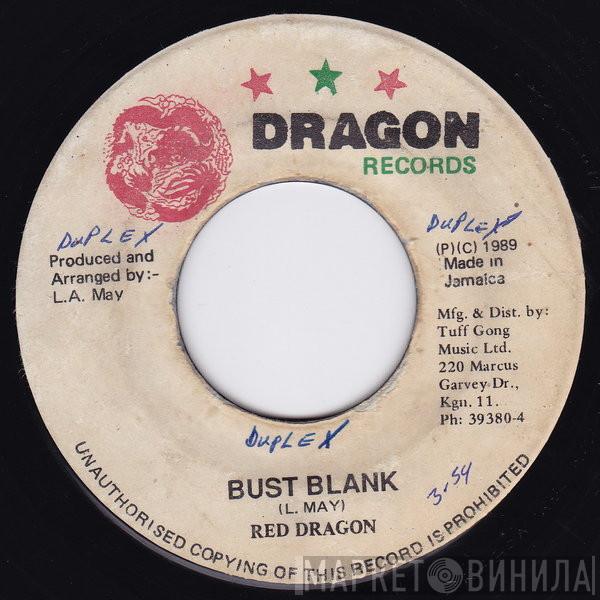 DRAGON
RECORDS
DUPLEX
Produced and
Arranged by:-
L.A. May
DUPLEX
(P)(C) 1989
Made in
Jamaica
Mfg. & Dist. by:
Tuff Gong
Music Ltd.
220 Marcus
Garvey Dr.,
Kgn. 11.
Ph: 39380-4
DUPLEX
BUST BLANK
(L. MAY)
RED DRAGON
3.54
UNAUTHORISED COPYING OF THIS RECORD IS PROHIBITED
МАРКЕТ ВИНИЛА